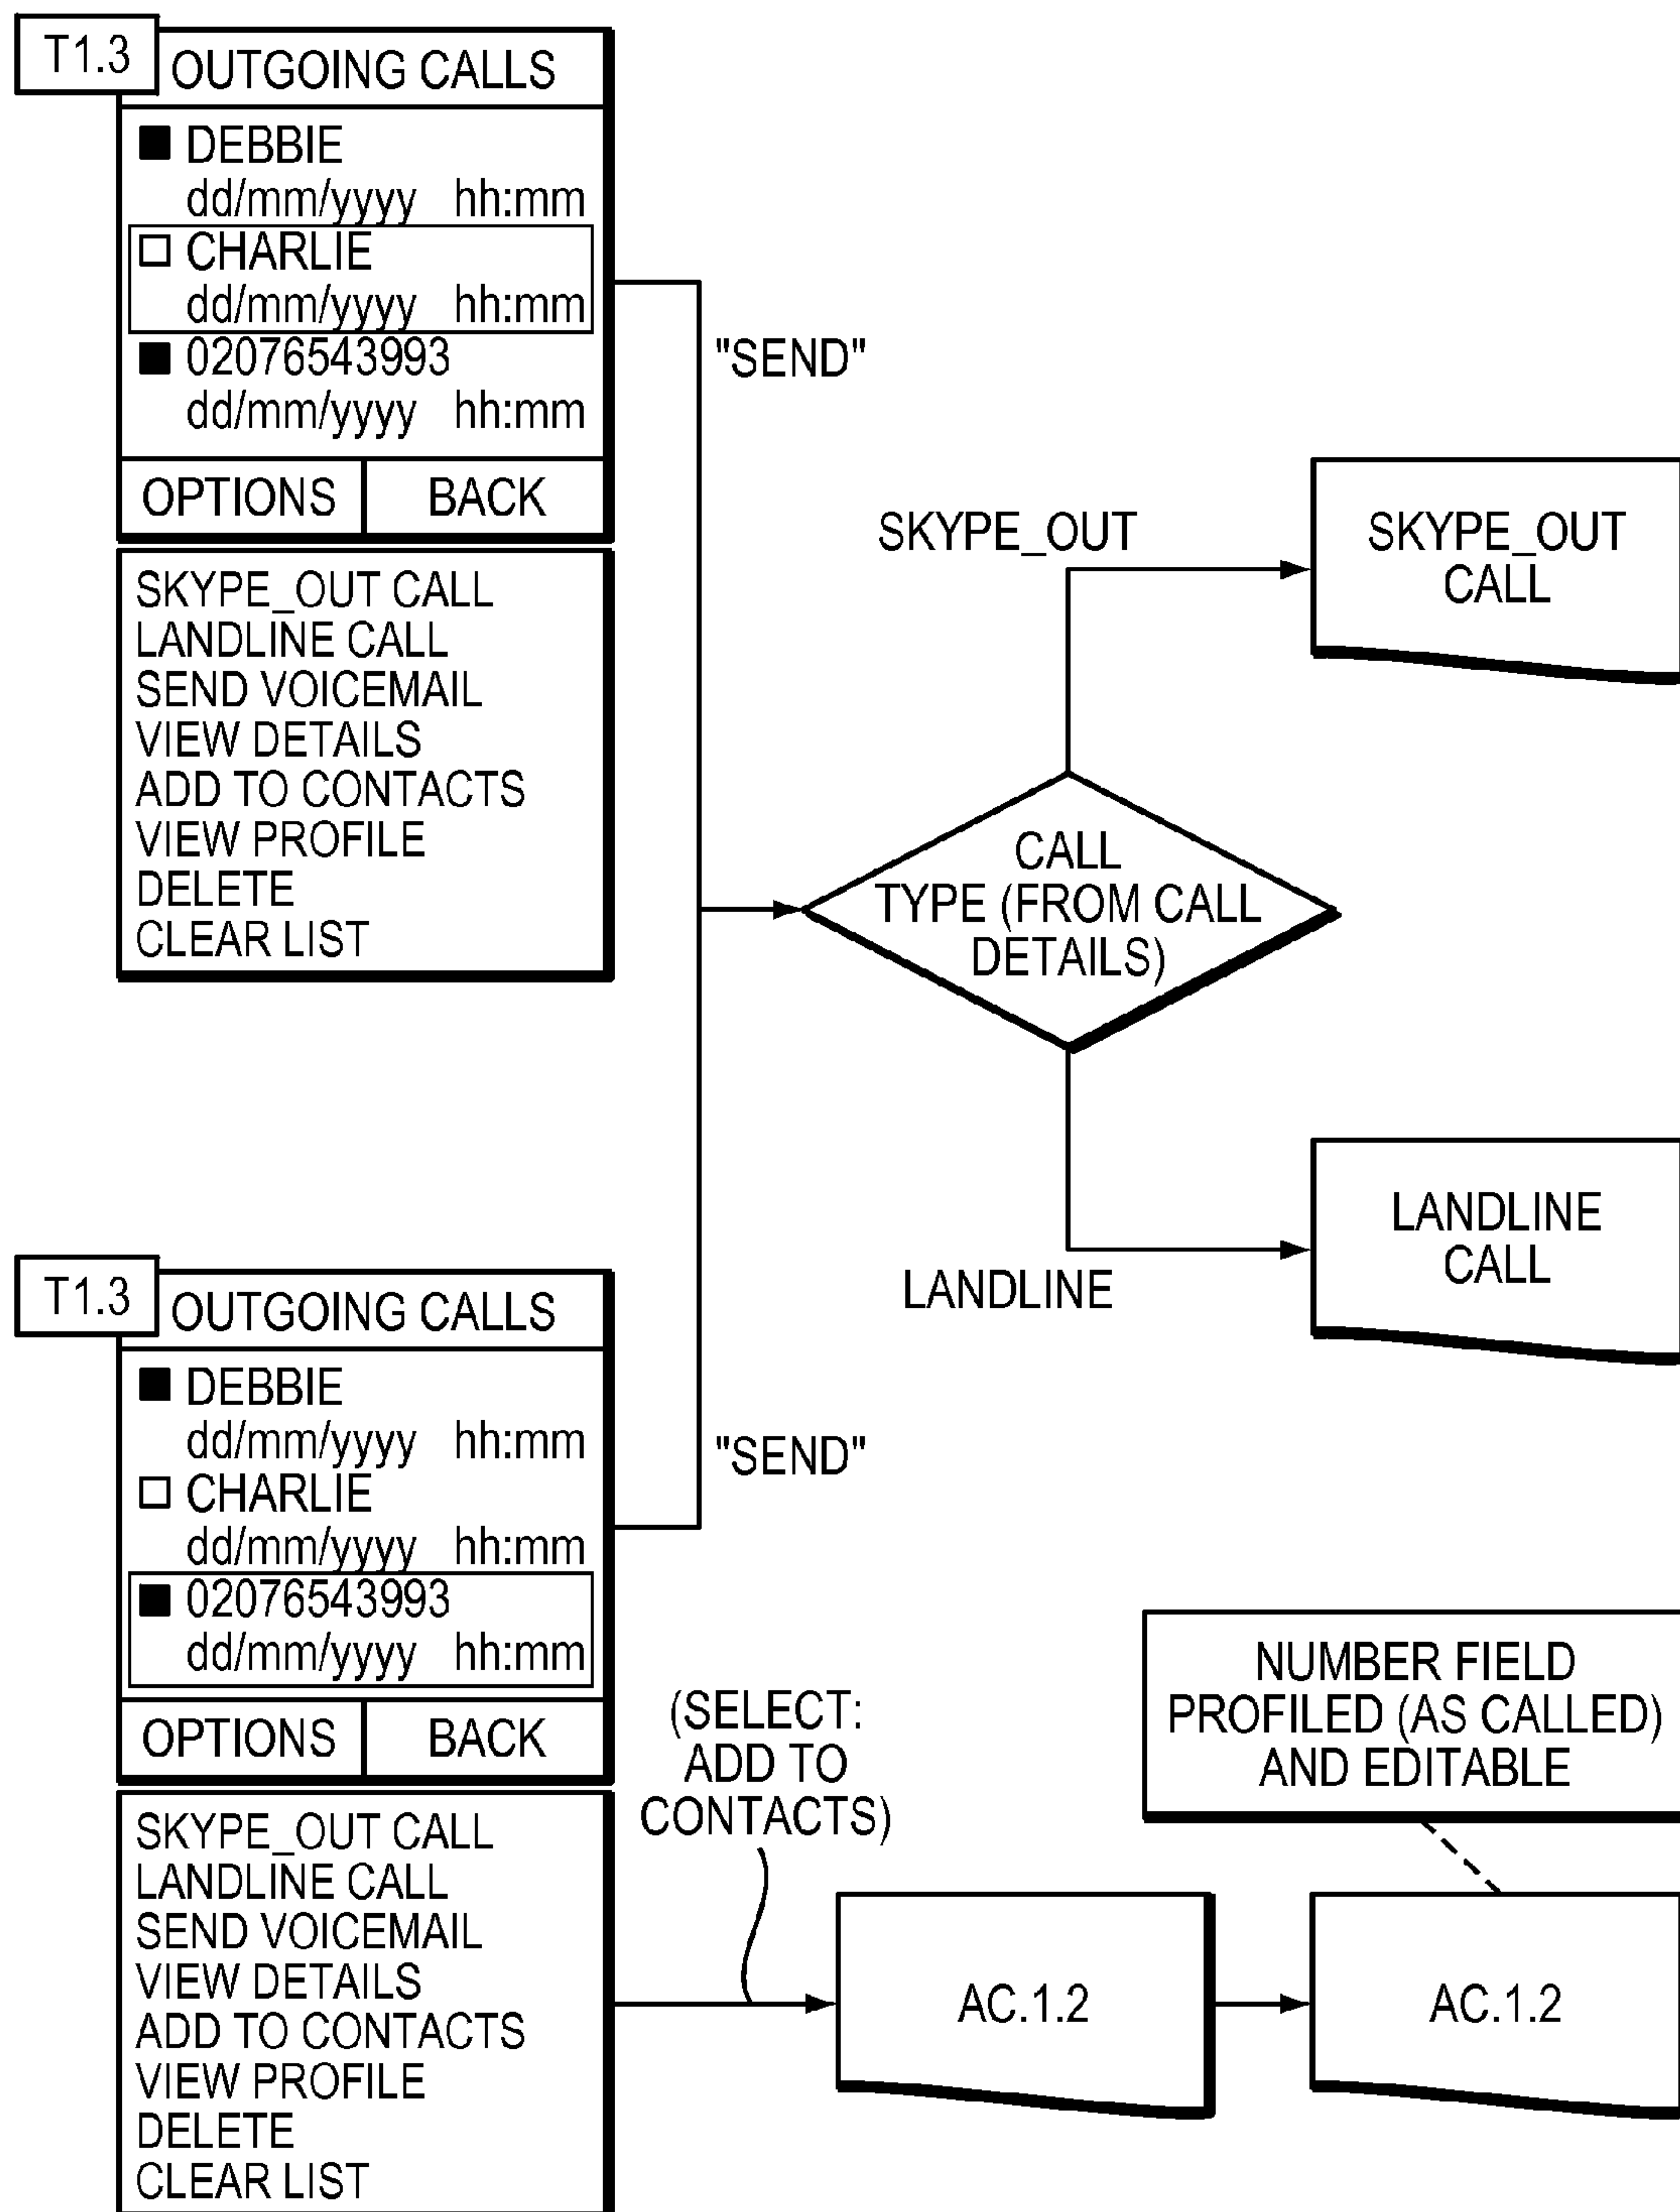 T1.3
OUTGOING CALLS
DEBBIE
dd/mm/yyyy hh:mm
CHARLIE
dd/mm/yyyy hh:mm
02076543993
dd/mm/yyyy hh:mm
OPTIONS BACK
SKYPE_OUT CALL
LANDLINE CALL
SEND VOICEMAIL
VIEW DETAILS
ADD TO CONTACTS
VIEW PROFILE
DELETE
CLEAR LIST
"SEND"
SKYPE_OUT
SKYPE_OUT
CALL
CALL
TYPE (FROM CALL
DETAILS)
LANDLINE
LANDLINE
CALL
T1.3
OUTGOING CALLS
DEBBIE
dd/mm/yyyy hh:mm
CHARLIE
dd/mm/yyyy hh:mm
02076543993
dd/mm/yyyy hh:mm
OPTIONS BACK
SKYPE_OUT CALL
LANDLINE CALL
SEND VOICEMAIL
VIEW DETAILS
ADD TO CONTACTS
VIEW PROFILE
DELETE
CLEAR LIST
"SEND"
(SELECT:
ADD TO
CONTACTS)
NUMBER FIELD
PROFILED (AS CALLED)
AND EDITABLE
AC.1.2
AC.1.2